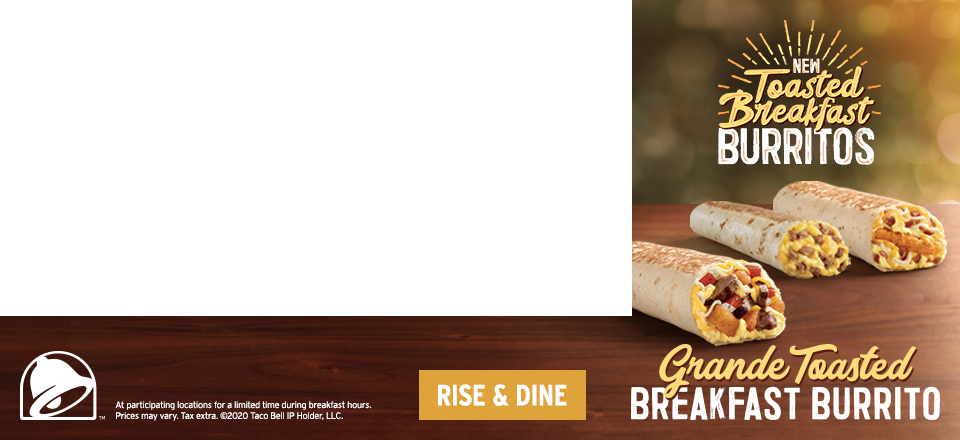 NEW
Toasted
Breakfast
BURRITOS
Grande Toasted
BREAKFAST BURRITO
RISE & DINE
At participating locations for a limited time during breakfast hours.
Prices may vary. Tax extra. ©2020 Taco Bell IP Holder, LLC.
TM